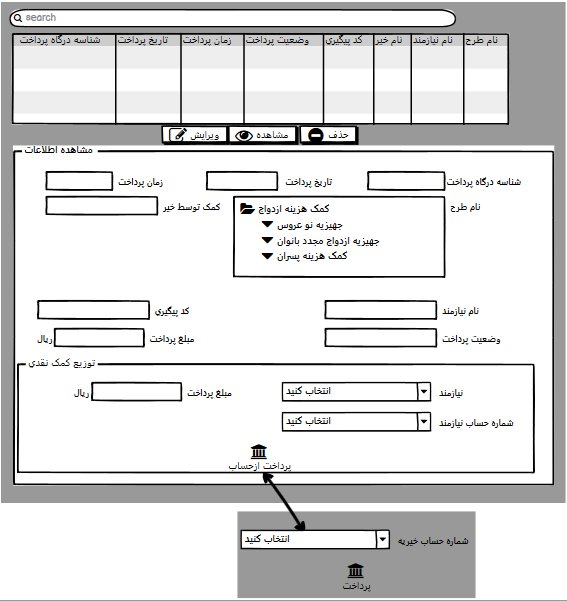 search
نام طرح نام نیازمند نام خیر کد پیگیری وضعیت پرداخت زمان پرداخت تاریخ پرداخت شناسه درگاه پرداخت
حذف مشاهده ویرایش
مشاهده اطلاعات
شناسه درگاه پرداخت تاریخ پرداخت زمان پرداخت
نام طرح کمک هزینه ازدواج کمک توسط خیر
جهیزیه نو عروس
جهیزیه ازدواج مجدد بانوان
کمک هزینه پسران
نام نیازمند کد پیگیری
وضعیت پرداخت مبلغ پرداخت ریال
توزیع کمک نقدی
نیازمند انتخاب کنید مبلغ پرداخت ریال
شماره حساب نیازمند انتخاب کنید
پرداخت ازحساب
شماره حساب خیریه انتخاب کنید
پرداخت